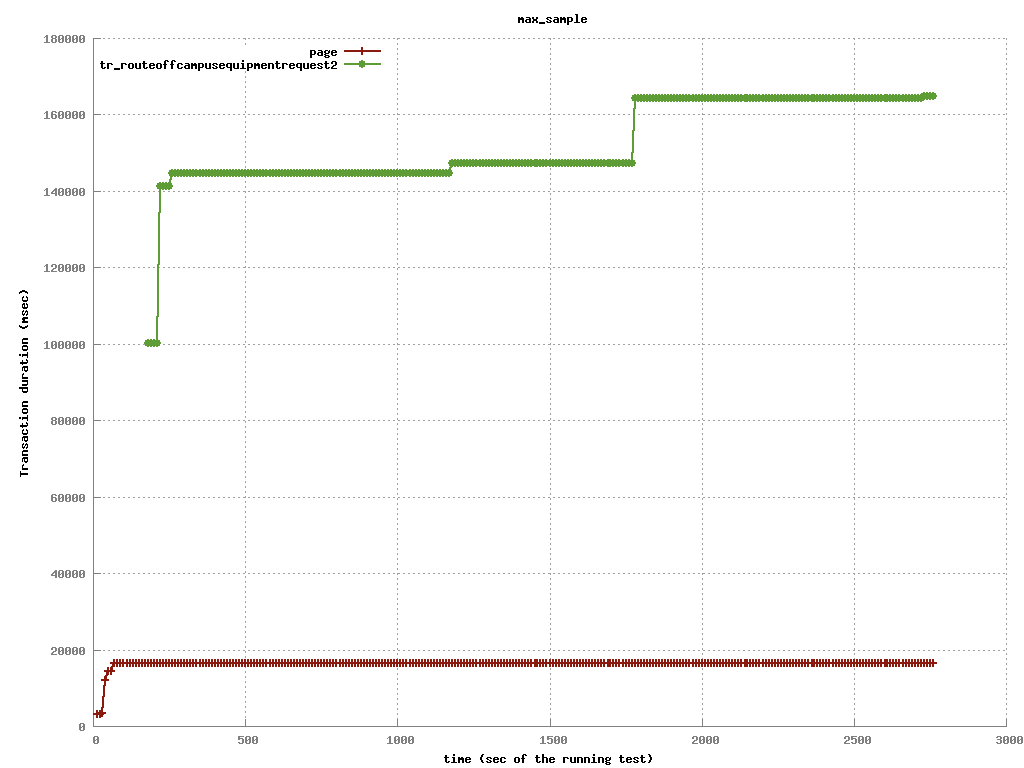 max_sample
180000
160000
140000
120000
100000
80000
60000
40000
20000
0
page
tr_routeoffcampusequipmentrequest2
Transaction duration (msec)
0 500 1000 1500 2000 2500 3000
time (sec of the running test)